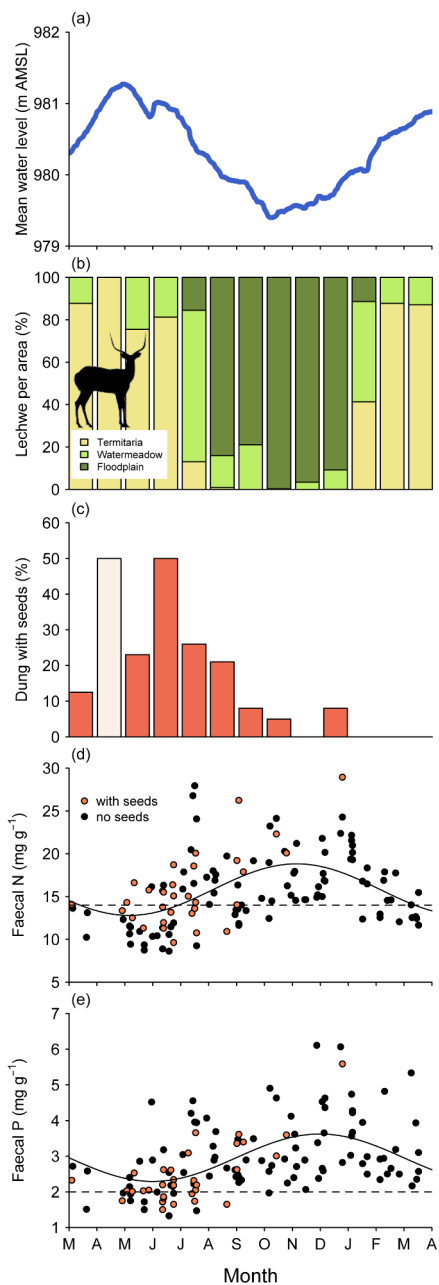 (a)
982
981
980
979
Mean water level (m AMSL)
(b)
100
80
60
40
20
0
Lechwe per area (%)
Termitaria
Watermeadow
Floodplain
(c)
60
50
40
30
20
10
0
Dung with seeds (%)
(d)
30
25
20
15
10
5
Faecal N (mg g⁻¹)
with seeds
no seeds
(e)
7
6
5
4
3
2
1
Faecal P (mg g⁻¹)
M A M J J A S O N D J F M A
Month